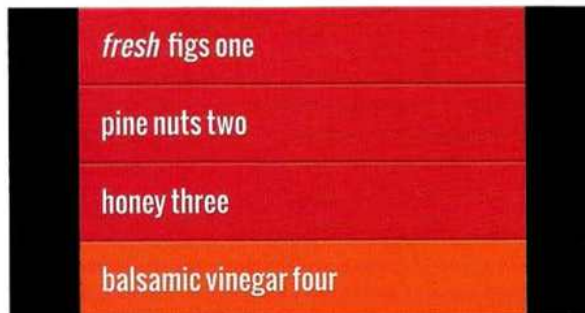 fresh figs one
pine nuts two
honey three
balsamic vinegar four